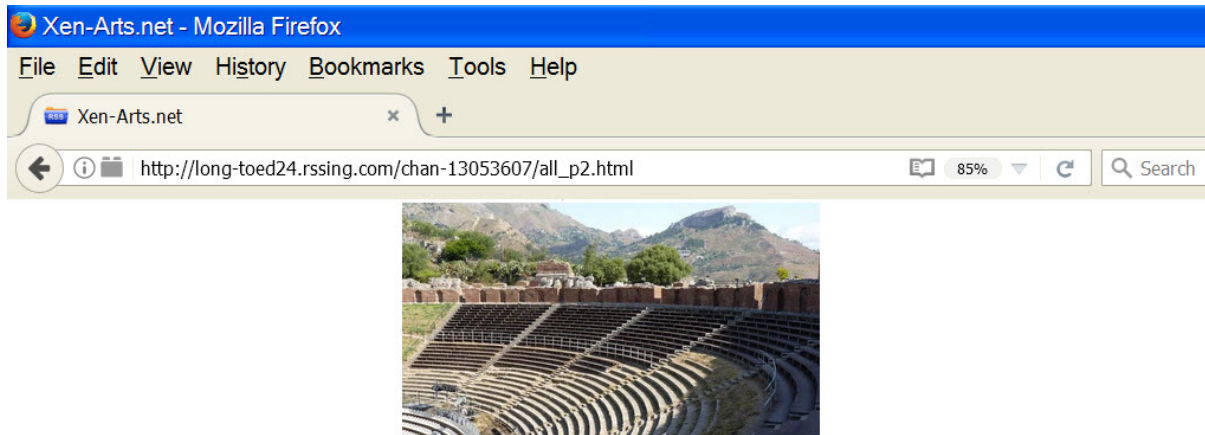 Xen-Arts.net - Mozilla Firefox
File Edit View History Bookmarks Tools Help
RSS Xen-Arts.net × +
http://long-toed24.rssing.com/chan-13053607/all_p2.html 85% Search